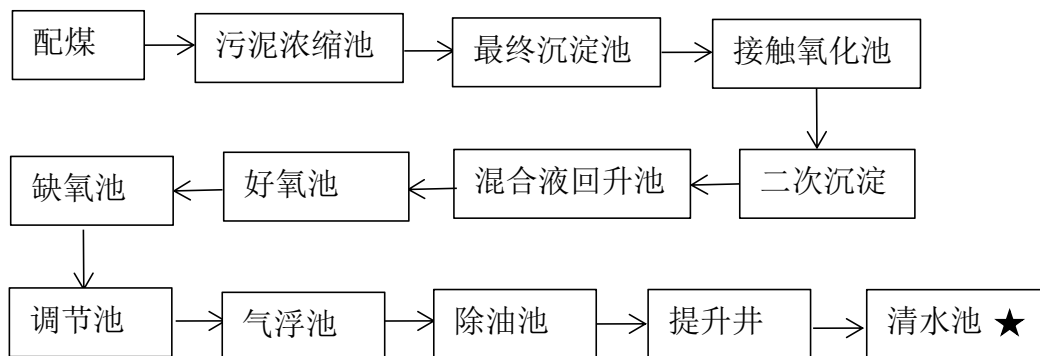 配煤 污泥浓缩池 最终沉淀池 接触氧化池
缺氧池 好氧池 混合液回升池 二次沉淀
调节池 气浮池 除油池 提升井 清水池 ★